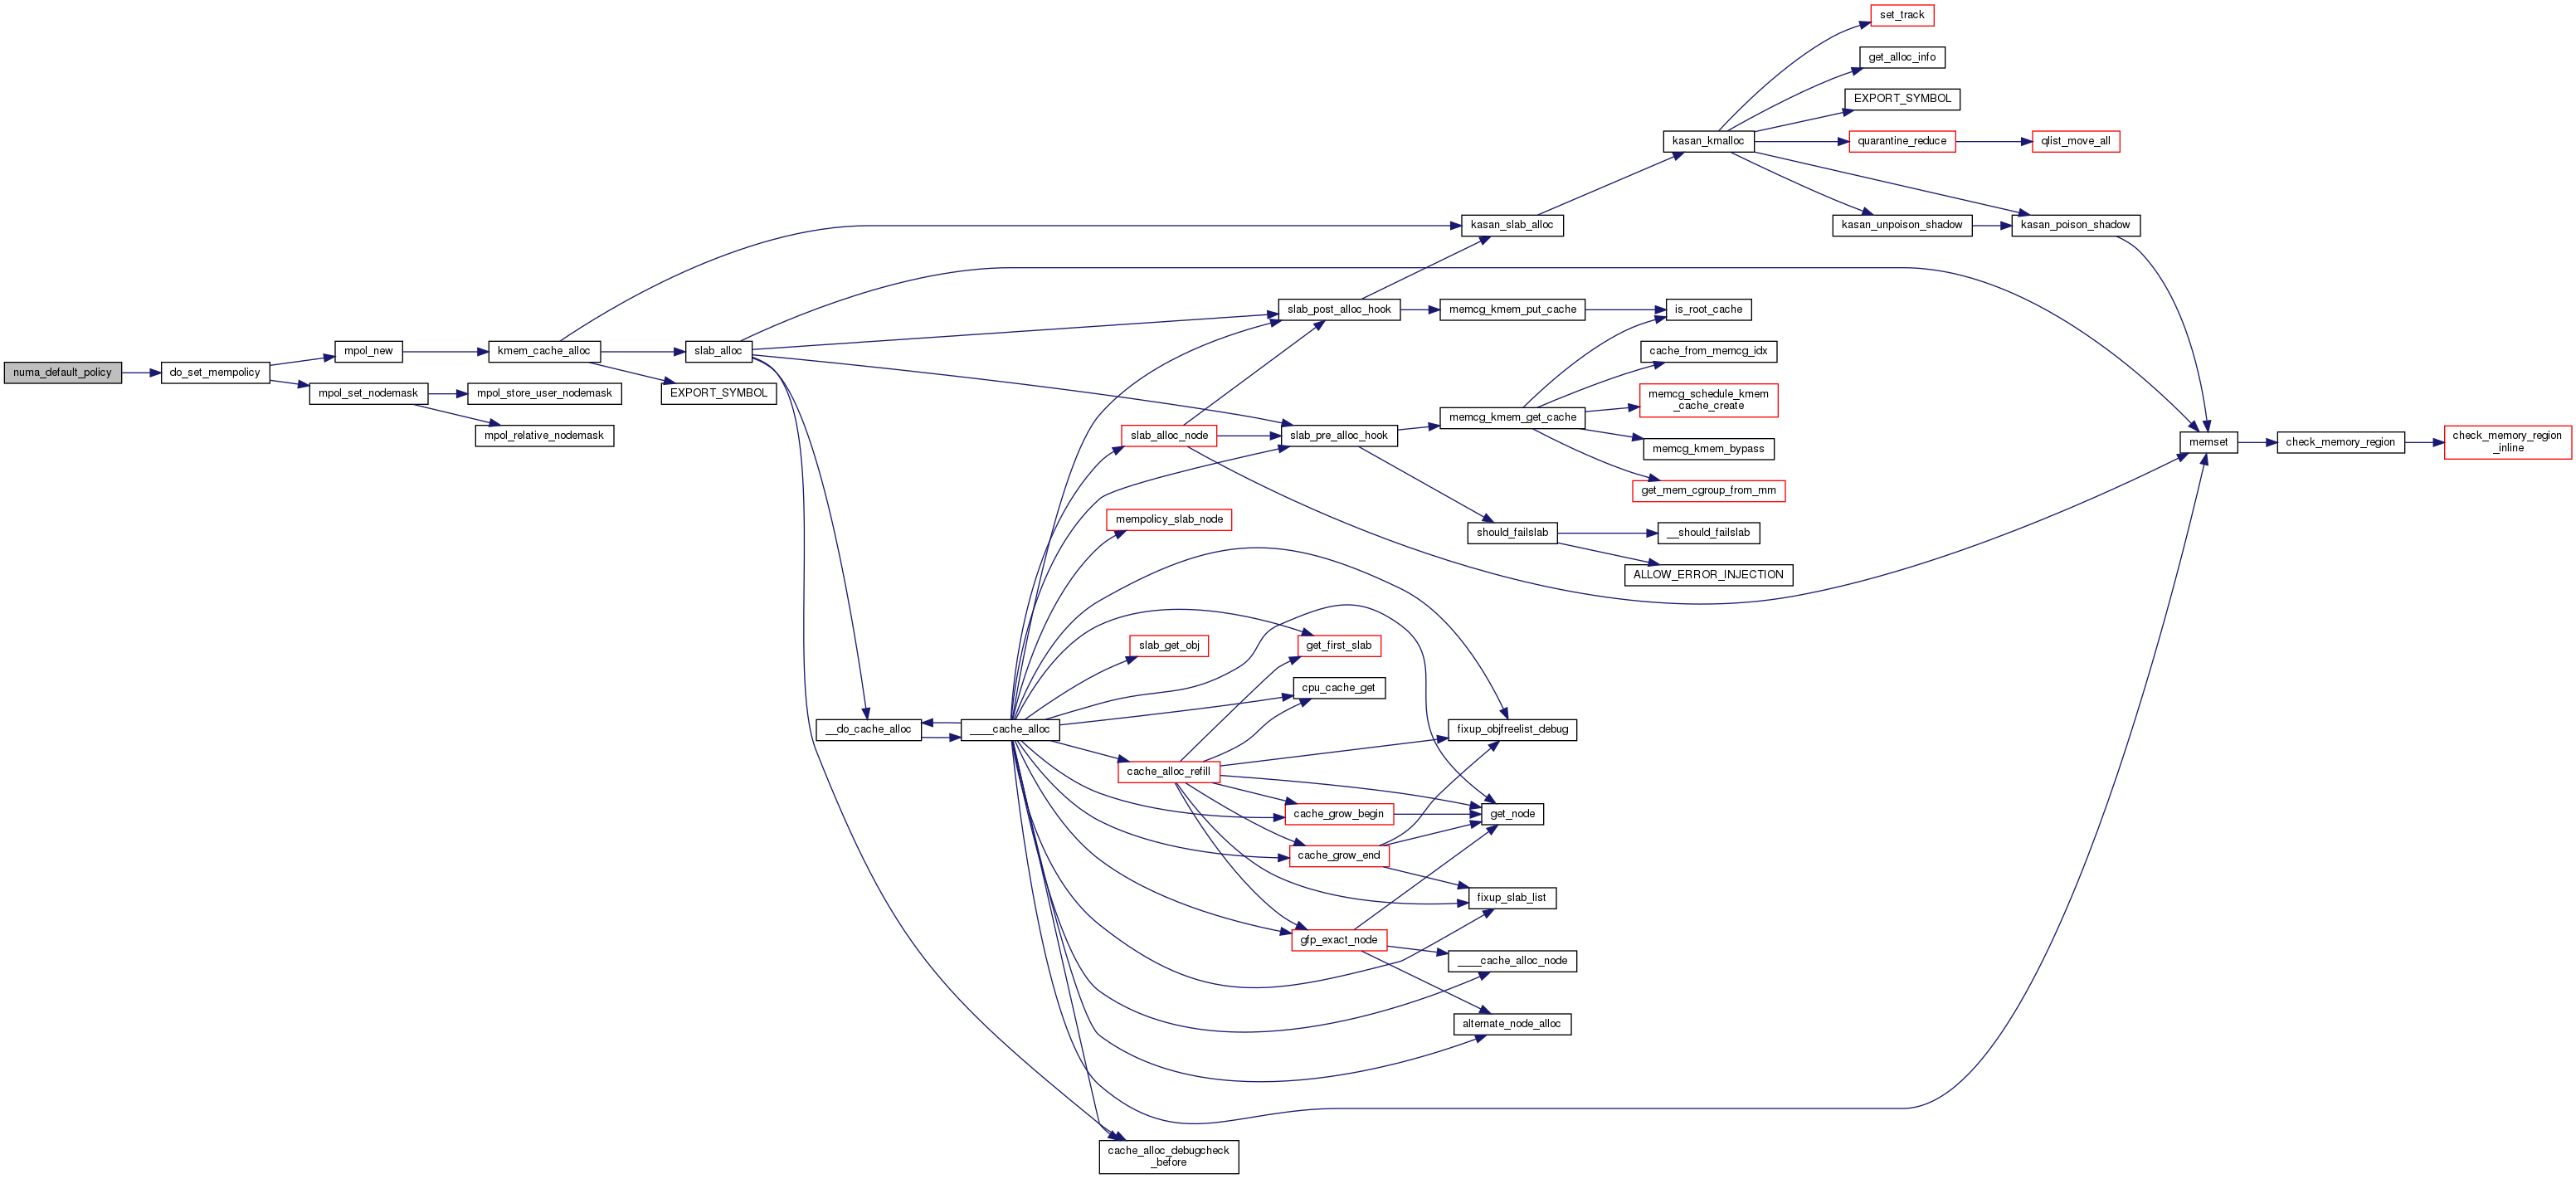 set_track
get_alloc_info
EXPORT_SYMBOL
kasan_kmalloc
quarantine_reduce
qlist_move_all
kasan_slab_alloc
kasan_unpoison_shadow
kasan_poison_shadow
slab_post_alloc_hook
memcg_kmem_put_cache
is_root_cache
numa_default_policy
do_set_mempolicy
mpol_new
kmem_cache_alloc
slab_alloc
cache_from_memcg_idx
mpol_set_nodemask
mpol_store_user_nodemask
EXPORT_SYMBOL
memcg_schedule_kmem
_cache_create
mpol_relative_nodemask
slab_alloc_node
slab_pre_alloc_hook
memcg_kmem_get_cache
memcg_kmem_bypass
memset
check_memory_region
check_memory_region
_inline
get_mem_cgroup_from_mm
mempolicy_slab_node
should_failslab
__should_failslab
ALLOW_ERROR_INJECTION
slab_get_obj
get_first_slab
cpu_cache_get
__do_cache_alloc
____cache_alloc
fixup_objfreelist_debug
cache_alloc_refill
cache_grow_begin
get_node
cache_grow_end
fixup_slab_list
gfp_exact_node
____cache_alloc_node
alternate_node_alloc
cache_alloc_debugcheck
_before